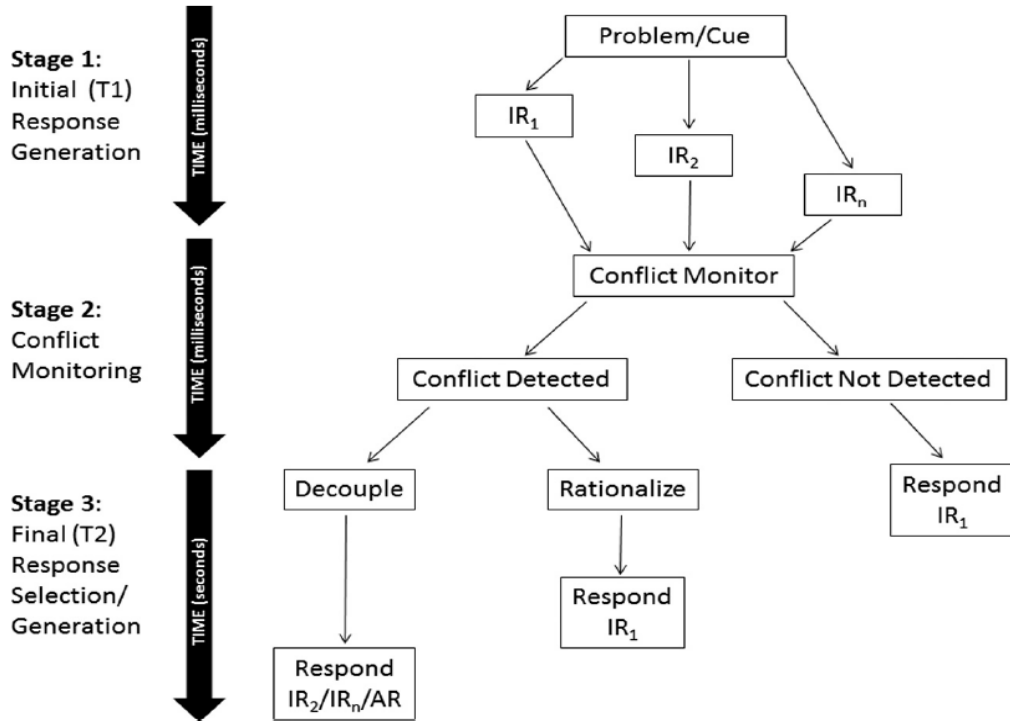 Stage 1:
Initial (T1)
Response
Generation
TIME (milliseconds)
Problem/Cue
IR₁
IR₂
IRₙ
Stage 2:
Conflict
Monitoring
TIME (milliseconds)
Conflict Monitor
Conflict Detected
Conflict Not Detected
Stage 3:
Final (T2)
Response
Selection/
Generation
TIME (seconds)
Decouple
Rationalize
Respond
IR₁
Respond
IR₁
Respond
IR₂/IRₙ/AR